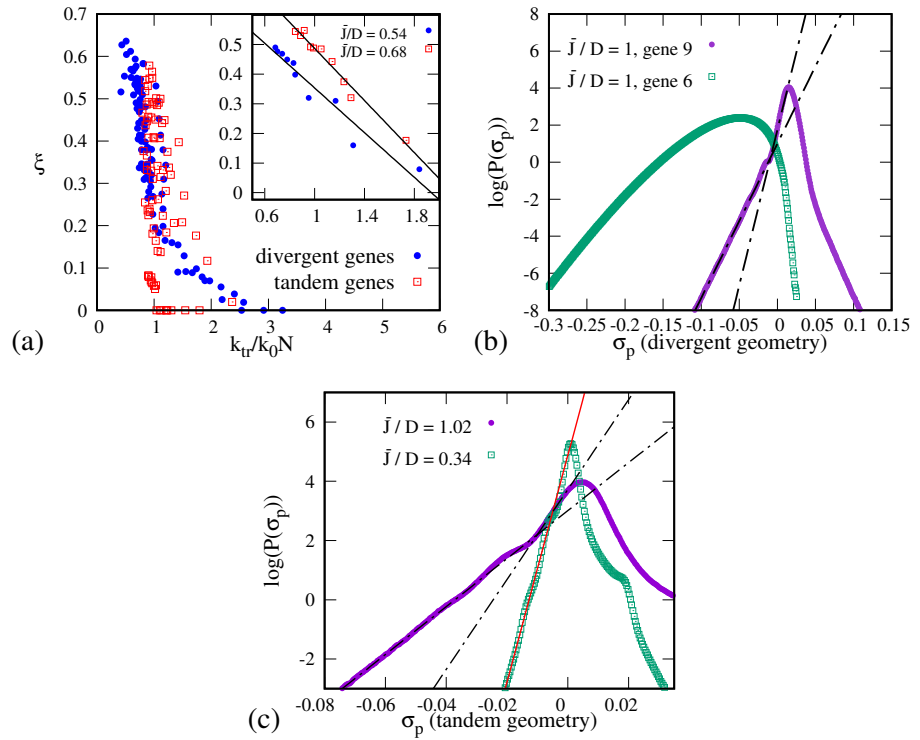 (a)
ξ
0.7
0.6
0.5
0.4
0.3
0.2
0.1
0
0 1 2 3 4 5 6
k_tr/k_0N
divergent genes
tandem genes
J̄/D = 0.54
J̄/D = 0.68
0.5
0.4
0.3
0.2
0.1
0
0.6 1 1.4 1.8
(b)
log(P(σ_p))
8
6
4
2
0
-2
-4
-6
-8
-0.3 -0.25 -0.2 -0.15 -0.1 -0.05 0 0.05 0.1 0.15
σ_p (divergent geometry)
J̄/D = 1, gene 9
J̄/D = 1, gene 6
(c)
log(P(σ_p))
6
4
2
0
-2
-0.08 -0.06 -0.04 -0.02 0 0.02
σ_p (tandem geometry)
J̄ / D = 1.02
J̄ / D = 0.34